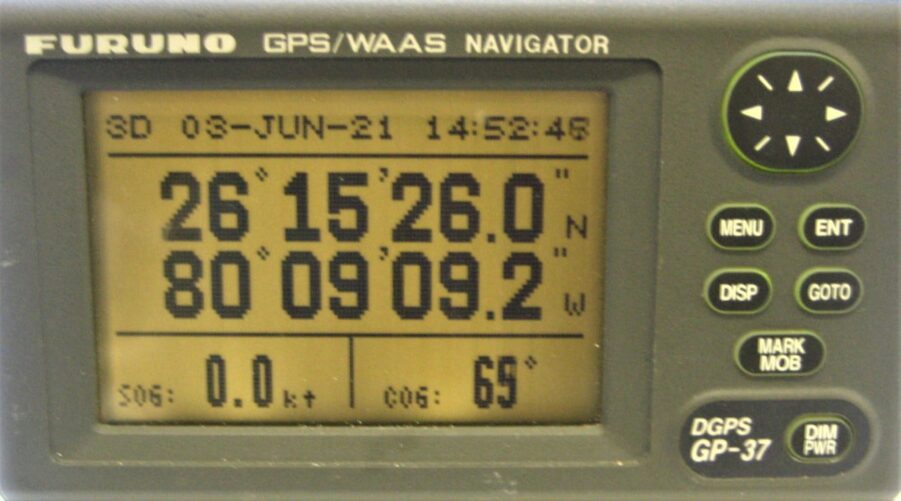 FURUNO GPS/WAAS NAVIGATOR
3D 03-JUN-21 14:52:46
26°15'26.0" N
80°09'09.2" W
SOG: 0.0 kt COG: 69°
MENU ENT
DISP GOTO
MARK
MOB
DGPS
GP-37
DIM
PWR